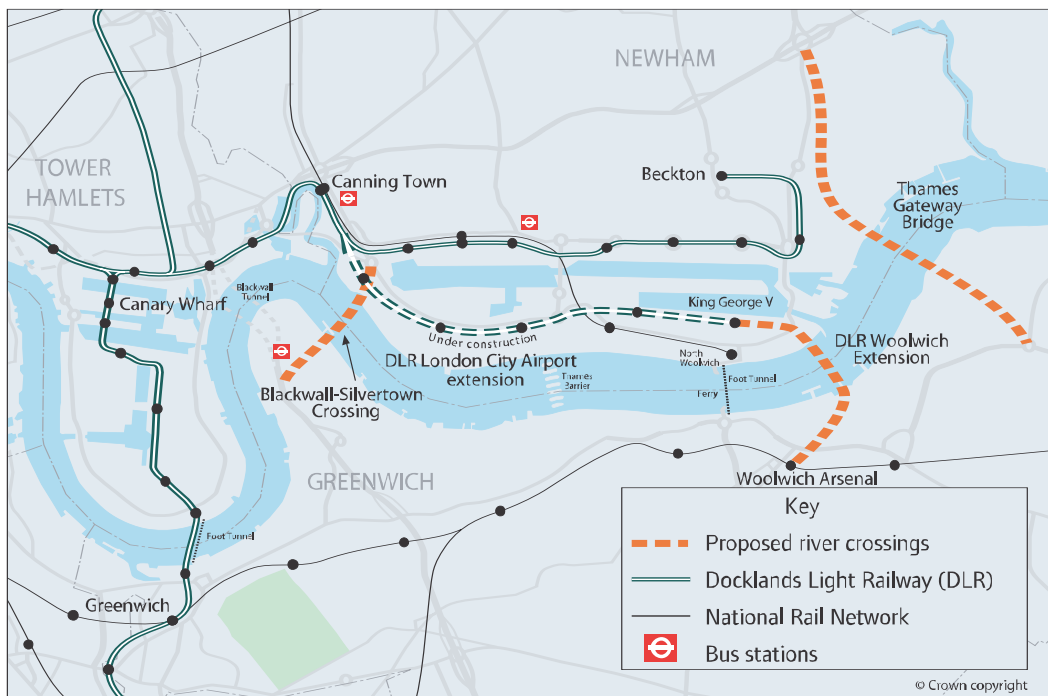 NEWHAM
TOWER
HAMLETS
Canning Town
Beckton
Thames
Gateway
Bridge
Blackwall
Tunnel
Canary Wharf
King George V
Under construction
DLR London City Airport
extension
DLR Woolwich
Extension
North
Woolwich
Foot Tunnel
Thames
Barrier
Ferry
Blackwall-Silvertown
Crossing
GREENWICH
Woolwich Arsenal
Foot Tunnel
Greenwich
Key
Proposed river crossings
Docklands Light Railway (DLR)
National Rail Network
Bus stations
© Crown copyright